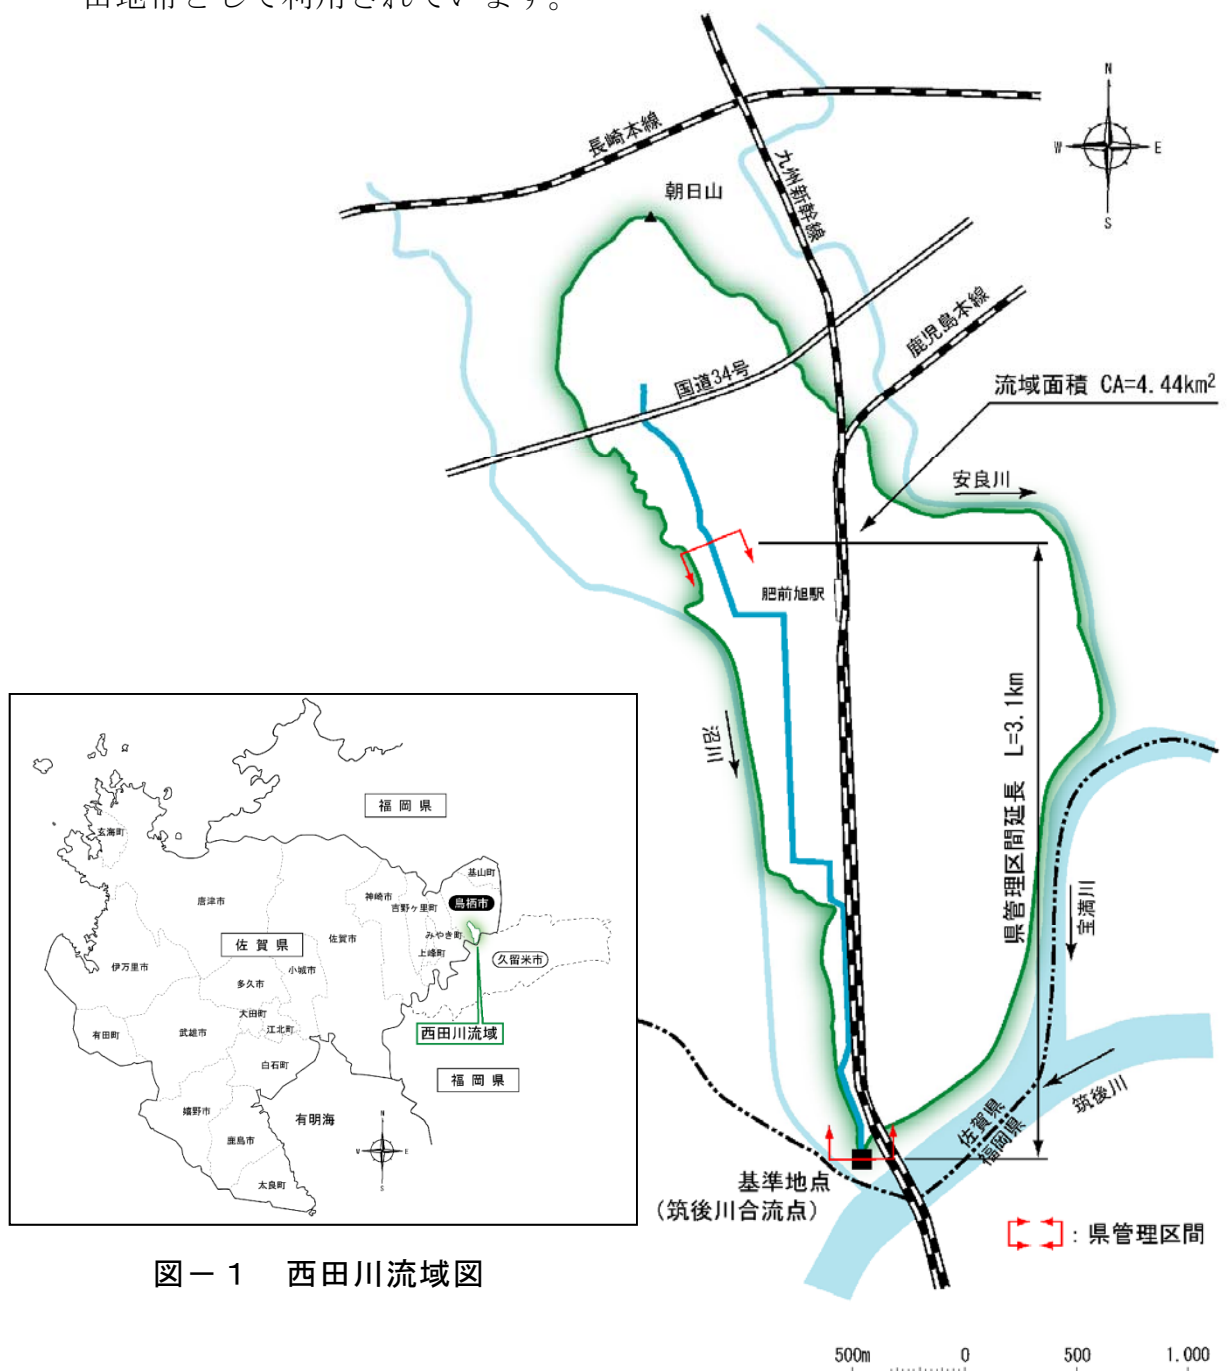 田地帯として利用されています。
N
W
E
S
長崎本線
九州新幹線
朝日山
鹿児島本線
国道34号
流域面積 CA=4.44km²
安良川
肥前旭駅
県管理区間延長 L=3.1km
沼川
宝満川
筑後川
佐賀県
福岡県
基準地点
(筑後川合流点)
:県管理区間
福岡県
玄海町
基山町
唐津市
神崎市
吉野ヶ里町
鳥栖市
佐賀県
佐賀市
みやき町
上峰町
久留米市
伊万里市
小城市
多久市
大田町
江北町
有田町
武雄市
西田川流域
白石町
福岡県
嬉野市
有明海
鹿島市
太良町
N
W
E
S
図-1 西田川流域図
500m 0 500 1.000